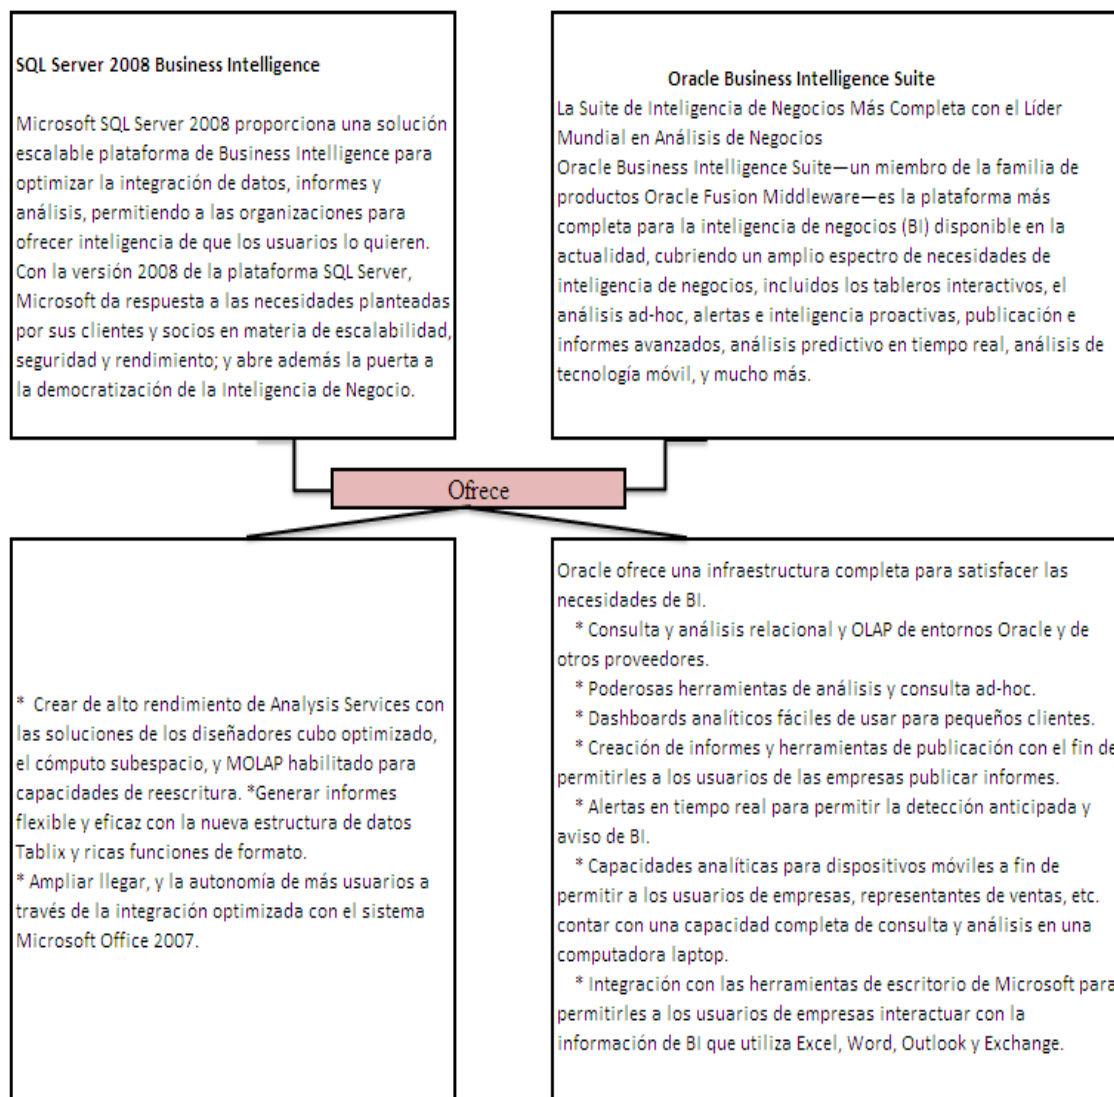 SQL Server 2008 Business Intelligence
Microsoft SQL Server 2008 proporciona una solución
escalable plataforma de Business Intelligence para
optimizar la integración de datos, informes y
análisis, permitiendo a las organizaciones para
ofrecer inteligencia de que los usuarios lo quieren.
Con la versión 2008 de la plataforma SQL Server,
Microsoft da respuesta a las necesidades planteadas
por sus clientes y socios en materia de escalabilidad,
seguridad y rendimiento; y abre además la puerta a
la democratización de la Inteligencia de Negocio.
Oracle Business Intelligence Suite
La Suite de Inteligencia de Negocios Más Completa con el Líder
Mundial en Análisis de Negocios
Oracle Business Intelligence Suite—un miembro de la familia de
productos Oracle Fusion Middleware—es la plataforma más
completa para la inteligencia de negocios (BI) disponible en la
actualidad, cubriendo un amplio espectro de necesidades de
inteligencia de negocios, incluidos los tableros interactivos, el
análisis ad-hoc, alertas e inteligencia proactivas, publicación e
informes avanzados, análisis predictivo en tiempo real, análisis de
tecnología móvil, y mucho más.
Ofrece
* Crear de alto rendimiento de Analysis Services con
las soluciones de los diseñadores cubo optimizado,
el cómputo subespacio, y MOLAP habilitado para
capacidades de reescritura. *Generar informes
flexible y eficaz con la nueva estructura de datos
Tablix y ricas funciones de formato.
* Ampliar llegar, y la autonomía de más usuarios a
través de la integración optimizada con el sistema
Microsoft Office 2007.
Oracle ofrece una infraestructura completa para satisfacer las
necesidades de BI.
* Consulta y análisis relacional y OLAP de entornos Oracle y de
otros proveedores.
* Poderosas herramientas de análisis y consulta ad-hoc.
* Dashboards analíticos fáciles de usar para pequeños clientes.
* Creación de informes y herramientas de publicación con el fin de
permitirles a los usuarios de las empresas publicar informes.
* Alertas en tiempo real para permitir la detección anticipada y
aviso de BI.
* Capacidades analíticas para dispositivos móviles a fin de
permitir a los usuarios de empresas, representantes de ventas, etc.
contar con una capacidad completa de consulta y análisis en una
computadora laptop.
* Integración con las herramientas de escritorio de Microsoft para
permitirles a los usuarios de empresas interactuar con la
información de BI que utiliza Excel, Word, Outlook y Exchange.